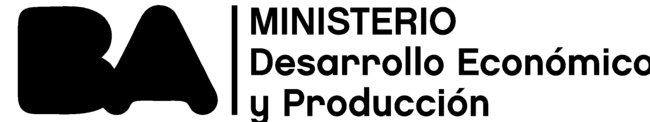 BA
MINISTERIO
Desarrollo Económico
y Producción